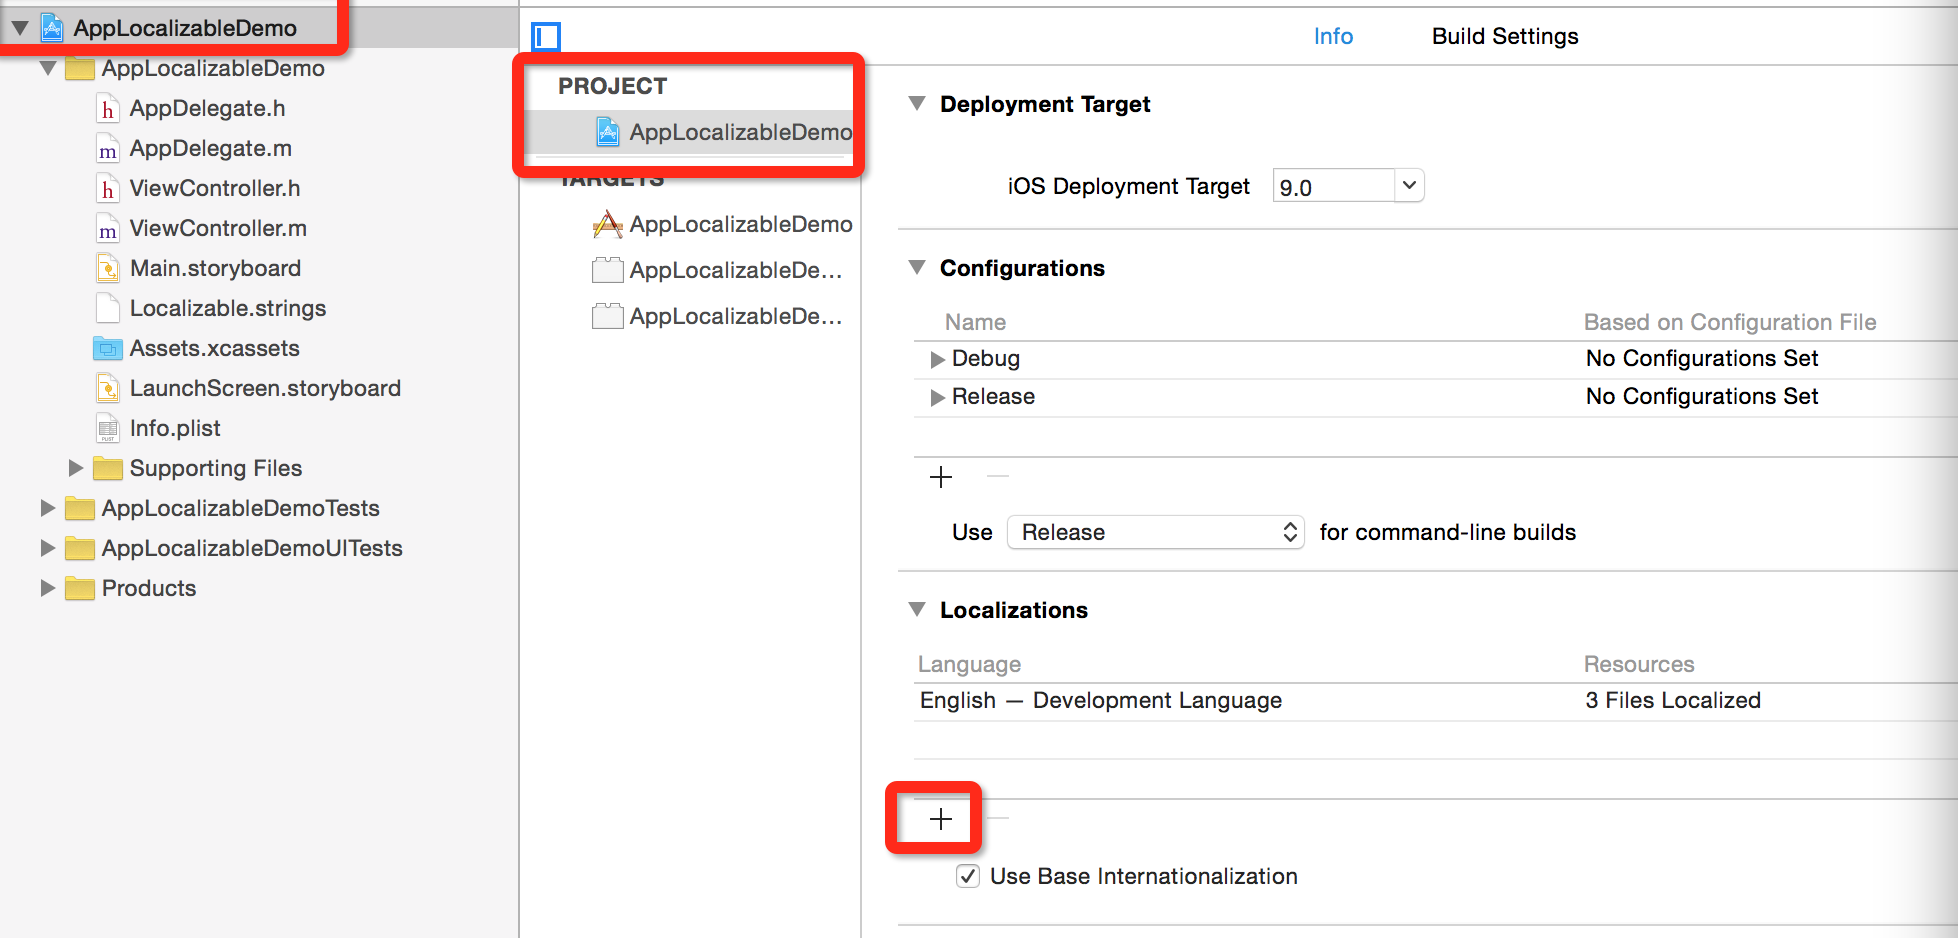 AppLocalizableDemo
AppLocalizableDemo
h AppDelegate.h
m AppDelegate.m
h ViewController.h
m ViewController.m
Main.storyboard
Localizable.strings
Assets.xcassets
LaunchScreen.storyboard
PLIST Info.plist
Supporting Files
AppLocalizableDemoTests
AppLocalizableDemoUITests
Products
PROJECT
AppLocalizableDemo
TARGETS
AppLocalizableDemo
AppLocalizableDe...
AppLocalizableDe...
Info Build Settings
Deployment Target
iOS Deployment Target 9.0
Configurations
Name Based on Configuration File
Debug No Configurations Set
Release No Configurations Set
Use Release for command-line builds
Localizations
Language Resources
English — Development Language 3 Files Localized
Use Base Internationalization